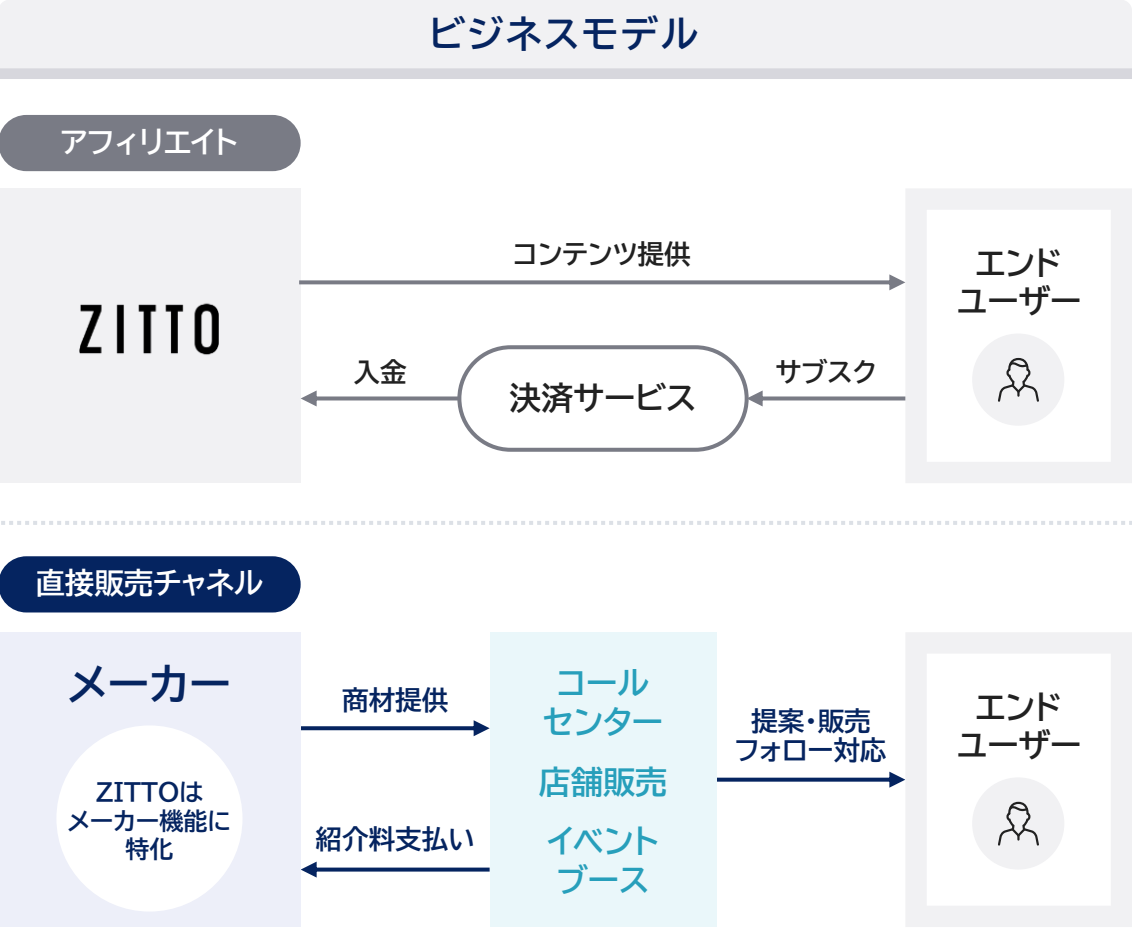 ビジネスモデル
アフィリエイト
ZITTO
コンテンツ提供
入金
決済サービス
サブスク
エンド
ユーザー
直接販売チャネル
メーカー
ZITTOは
メーカー機能に
特化
商材提供
紹介料支払い
コール
センター
店舗販売
イベント
ブース
提案・販売
フォロー対応
エンド
ユーザー